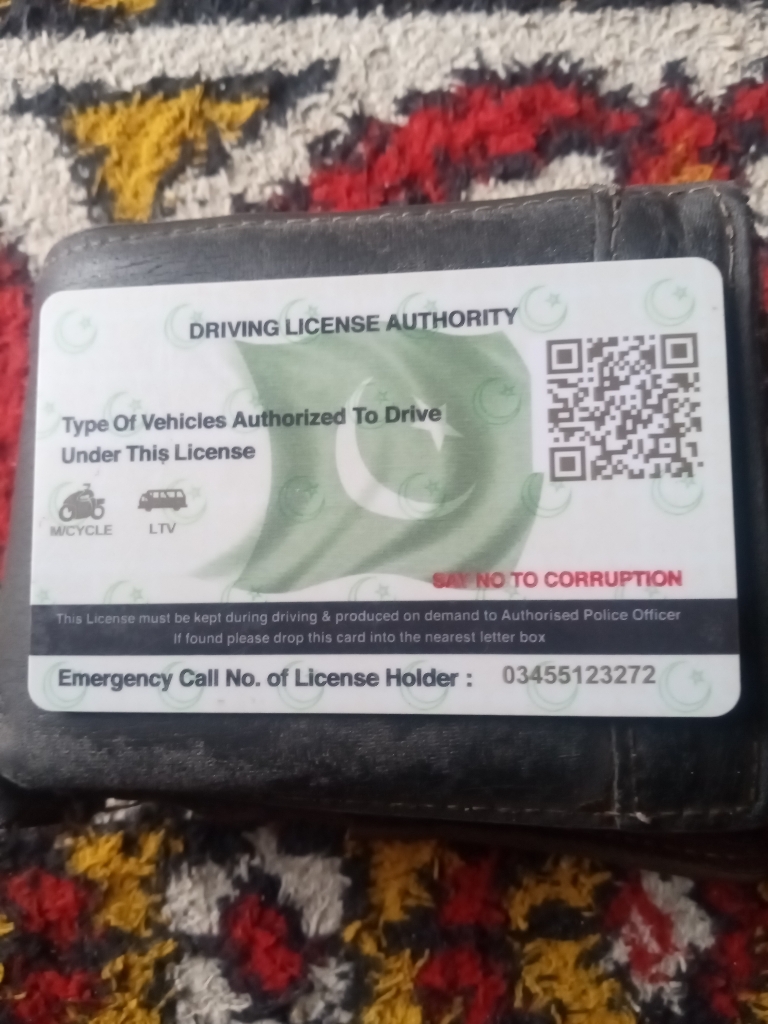 DRIVING LICENSE AUTHORITY
Type Of Vehicles Authorized To Drive
Under This License
M/CYCLE LTV
SAY NO TO CORRUPTION
This License must be kept during driving & produced on demand to Authorised Police Officer
If found please drop this card into the nearest letter box
Emergency Call No. of License Holder : 03455123272